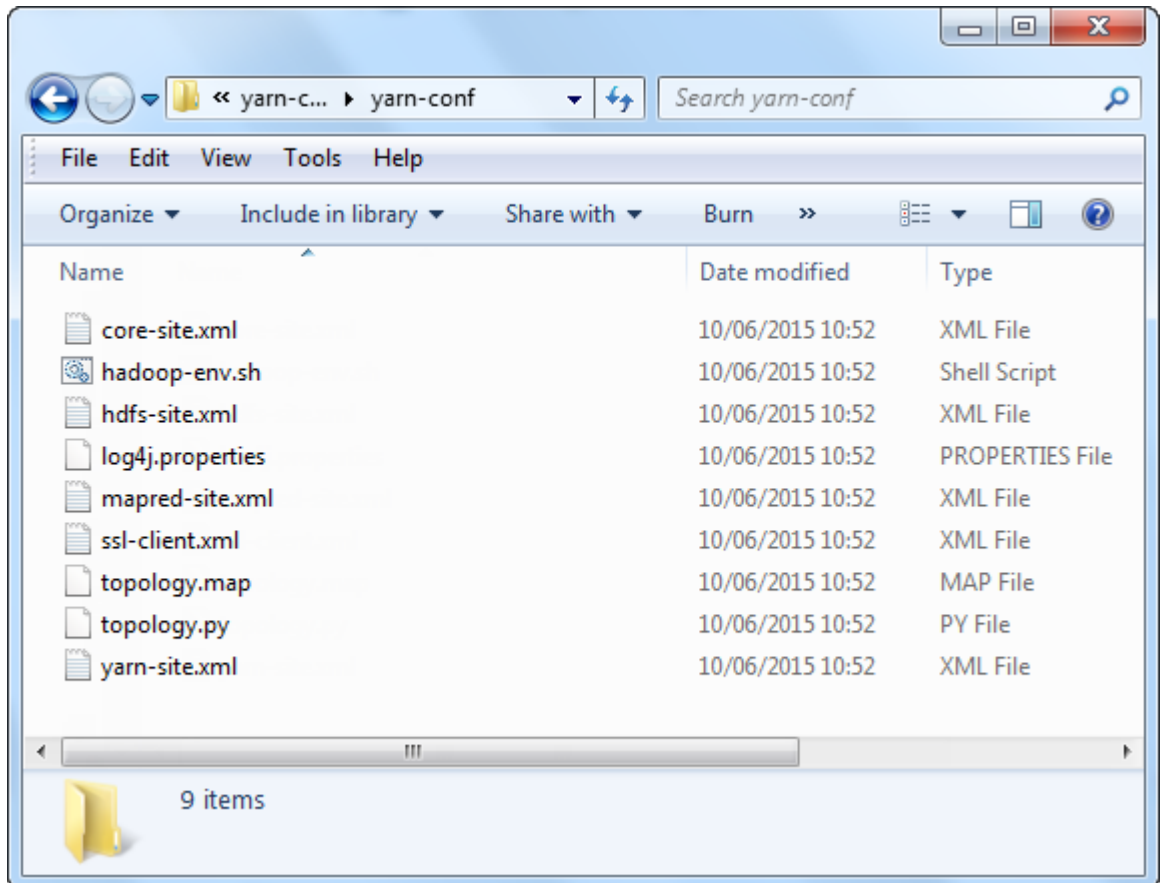 « yarn-c... yarn-conf Search yarn-conf
File Edit View Tools Help
Organize Include in library Share with Burn »
Name Date modified Type
core-site.xml 10/06/2015 10:52 XML File
hadoop-env.sh 10/06/2015 10:52 Shell Script
hdfs-site.xml 10/06/2015 10:52 XML File
log4j.properties 10/06/2015 10:52 PROPERTIES File
mapred-site.xml 10/06/2015 10:52 XML File
ssl-client.xml 10/06/2015 10:52 XML File
topology.map 10/06/2015 10:52 MAP File
topology.py 10/06/2015 10:52 PY File
yarn-site.xml 10/06/2015 10:52 XML File
9 items